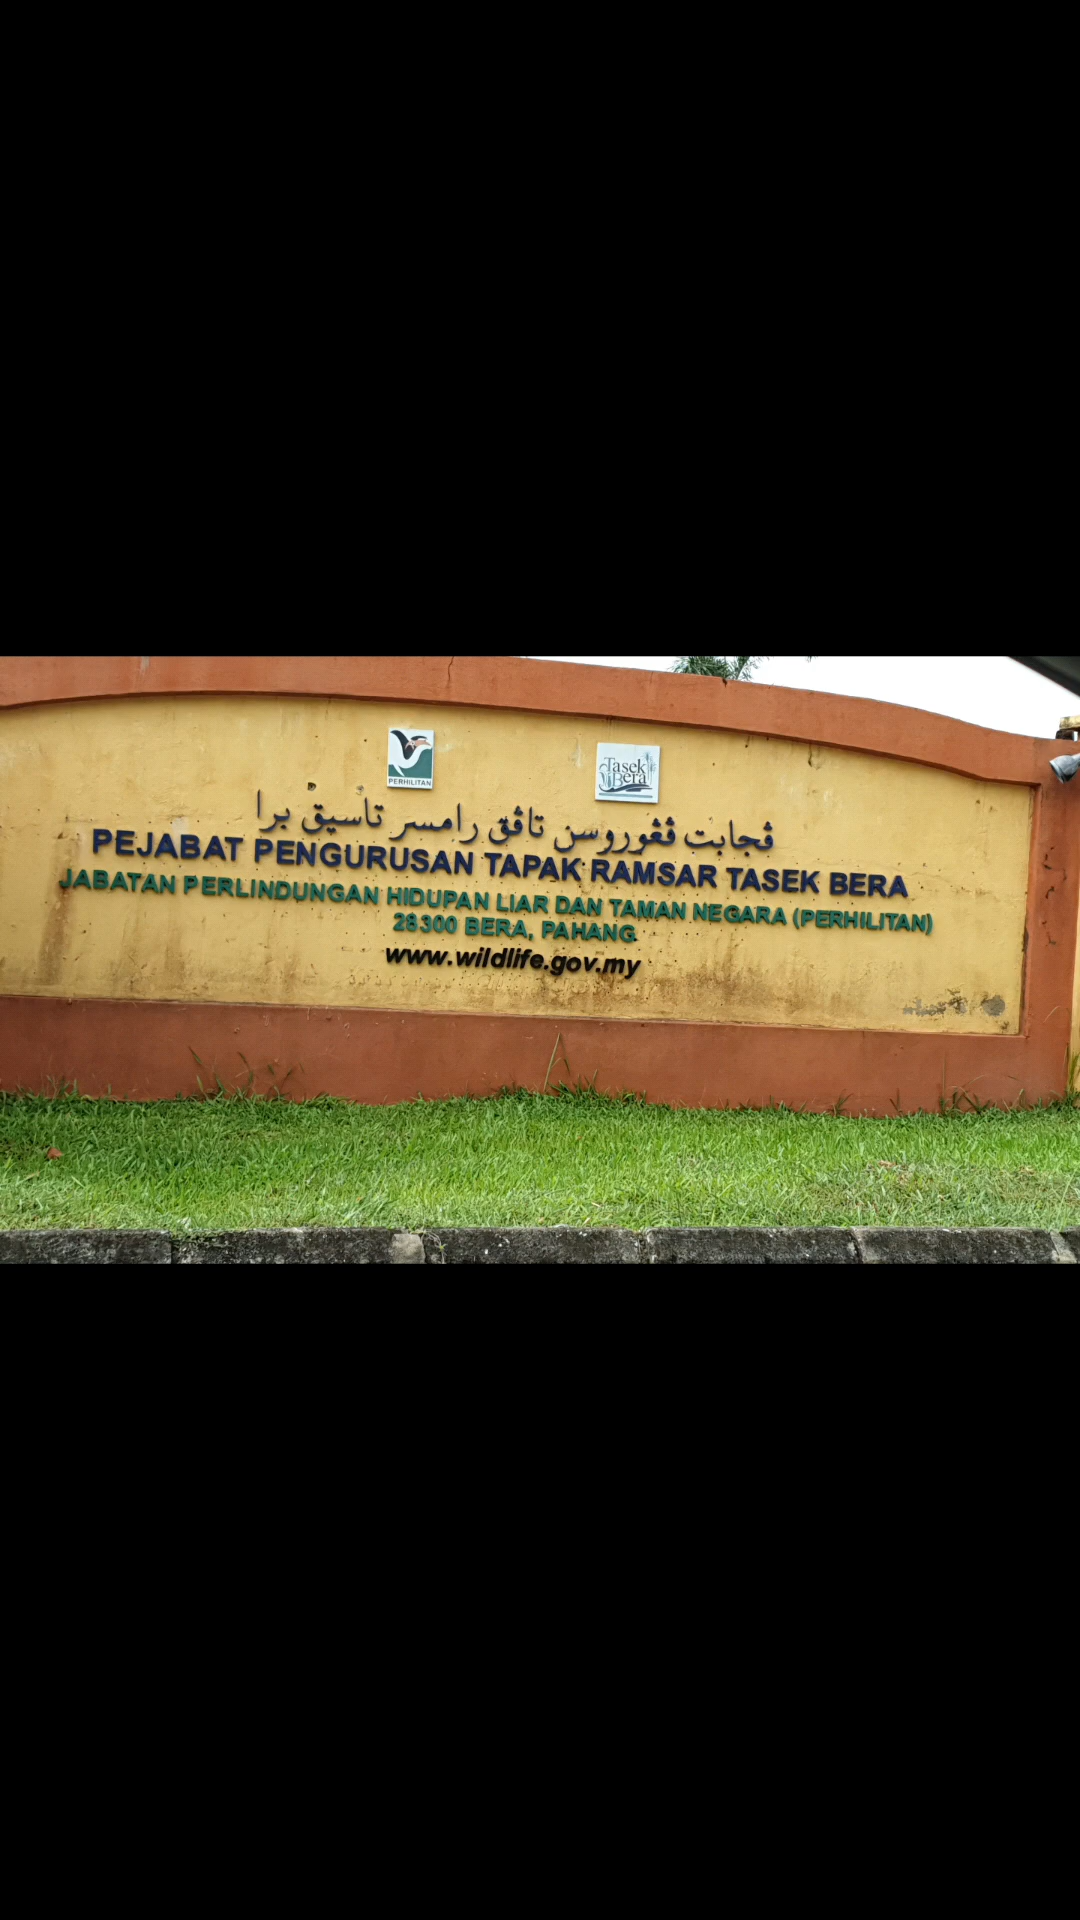 PERHILITAN
Tasek
Bera
ڤجابت ڤڠوروسن تاڤق رامسر تاسيق برا
PEJABAT PENGURUSAN TAPAK RAMSAR TASEK BERA
JABATAN PERLINDUNGAN HIDUPAN LIAR DAN TAMAN NEGARA (PERHILITAN)
28300 BERA, PAHANG
www.wildlife.gov.my